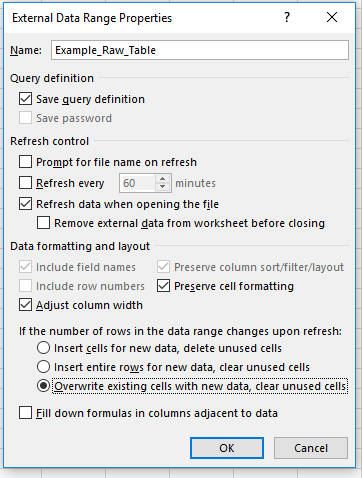 External Data Range Properties
Name: Example_Raw_Table
Query definition
Save query definition
Save password
Refresh control
Prompt for file name on refresh
Refresh every 60 minutes
Refresh data when opening the file
Remove external data from worksheet before closing
Data formatting and layout
Include field names Preserve column sort/filter/layout
Include row numbers Preserve cell formatting
Adjust column width
If the number of rows in the data range changes upon refresh:
Insert cells for new data, delete unused cells
Insert entire rows for new data, clear unused cells
Overwrite existing cells with new data, clear unused cells
Fill down formulas in columns adjacent to data
OK Cancel